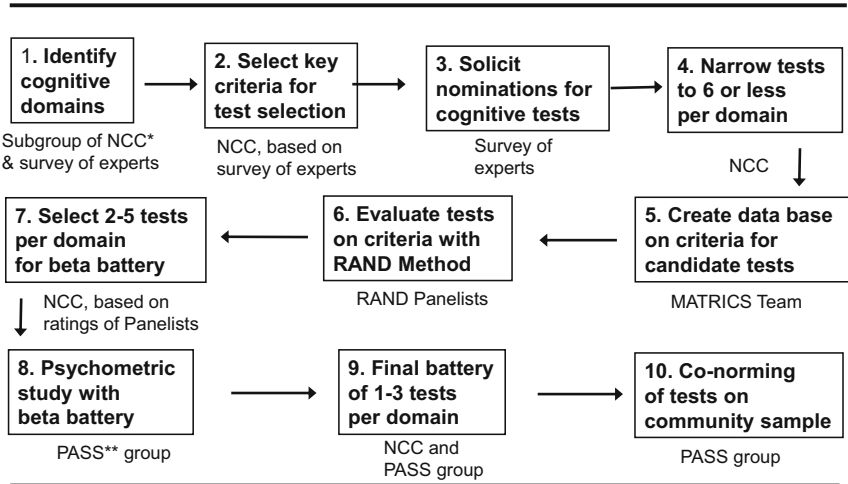 1. Identify
cognitive
domains
Subgroup of NCC*
& survey of experts
2. Select key
criteria for
test selection
NCC, based on
survey of experts
3. Solicit
nominations for
cognitive tests
Survey of
experts
4. Narrow tests
to 6 or less
per domain
NCC
5. Create data base
on criteria for
candidate tests
MATRICS Team
6. Evaluate tests
on criteria with
RAND Method
RAND Panelists
7. Select 2-5 tests
per domain
for beta battery
NCC, based on
ratings of Panelists
8. Psychometric
study with
beta battery
PASS** group
9. Final battery
of 1-3 tests
per domain
NCC and
PASS group
10. Co-norming
of tests on
community sample
PASS group